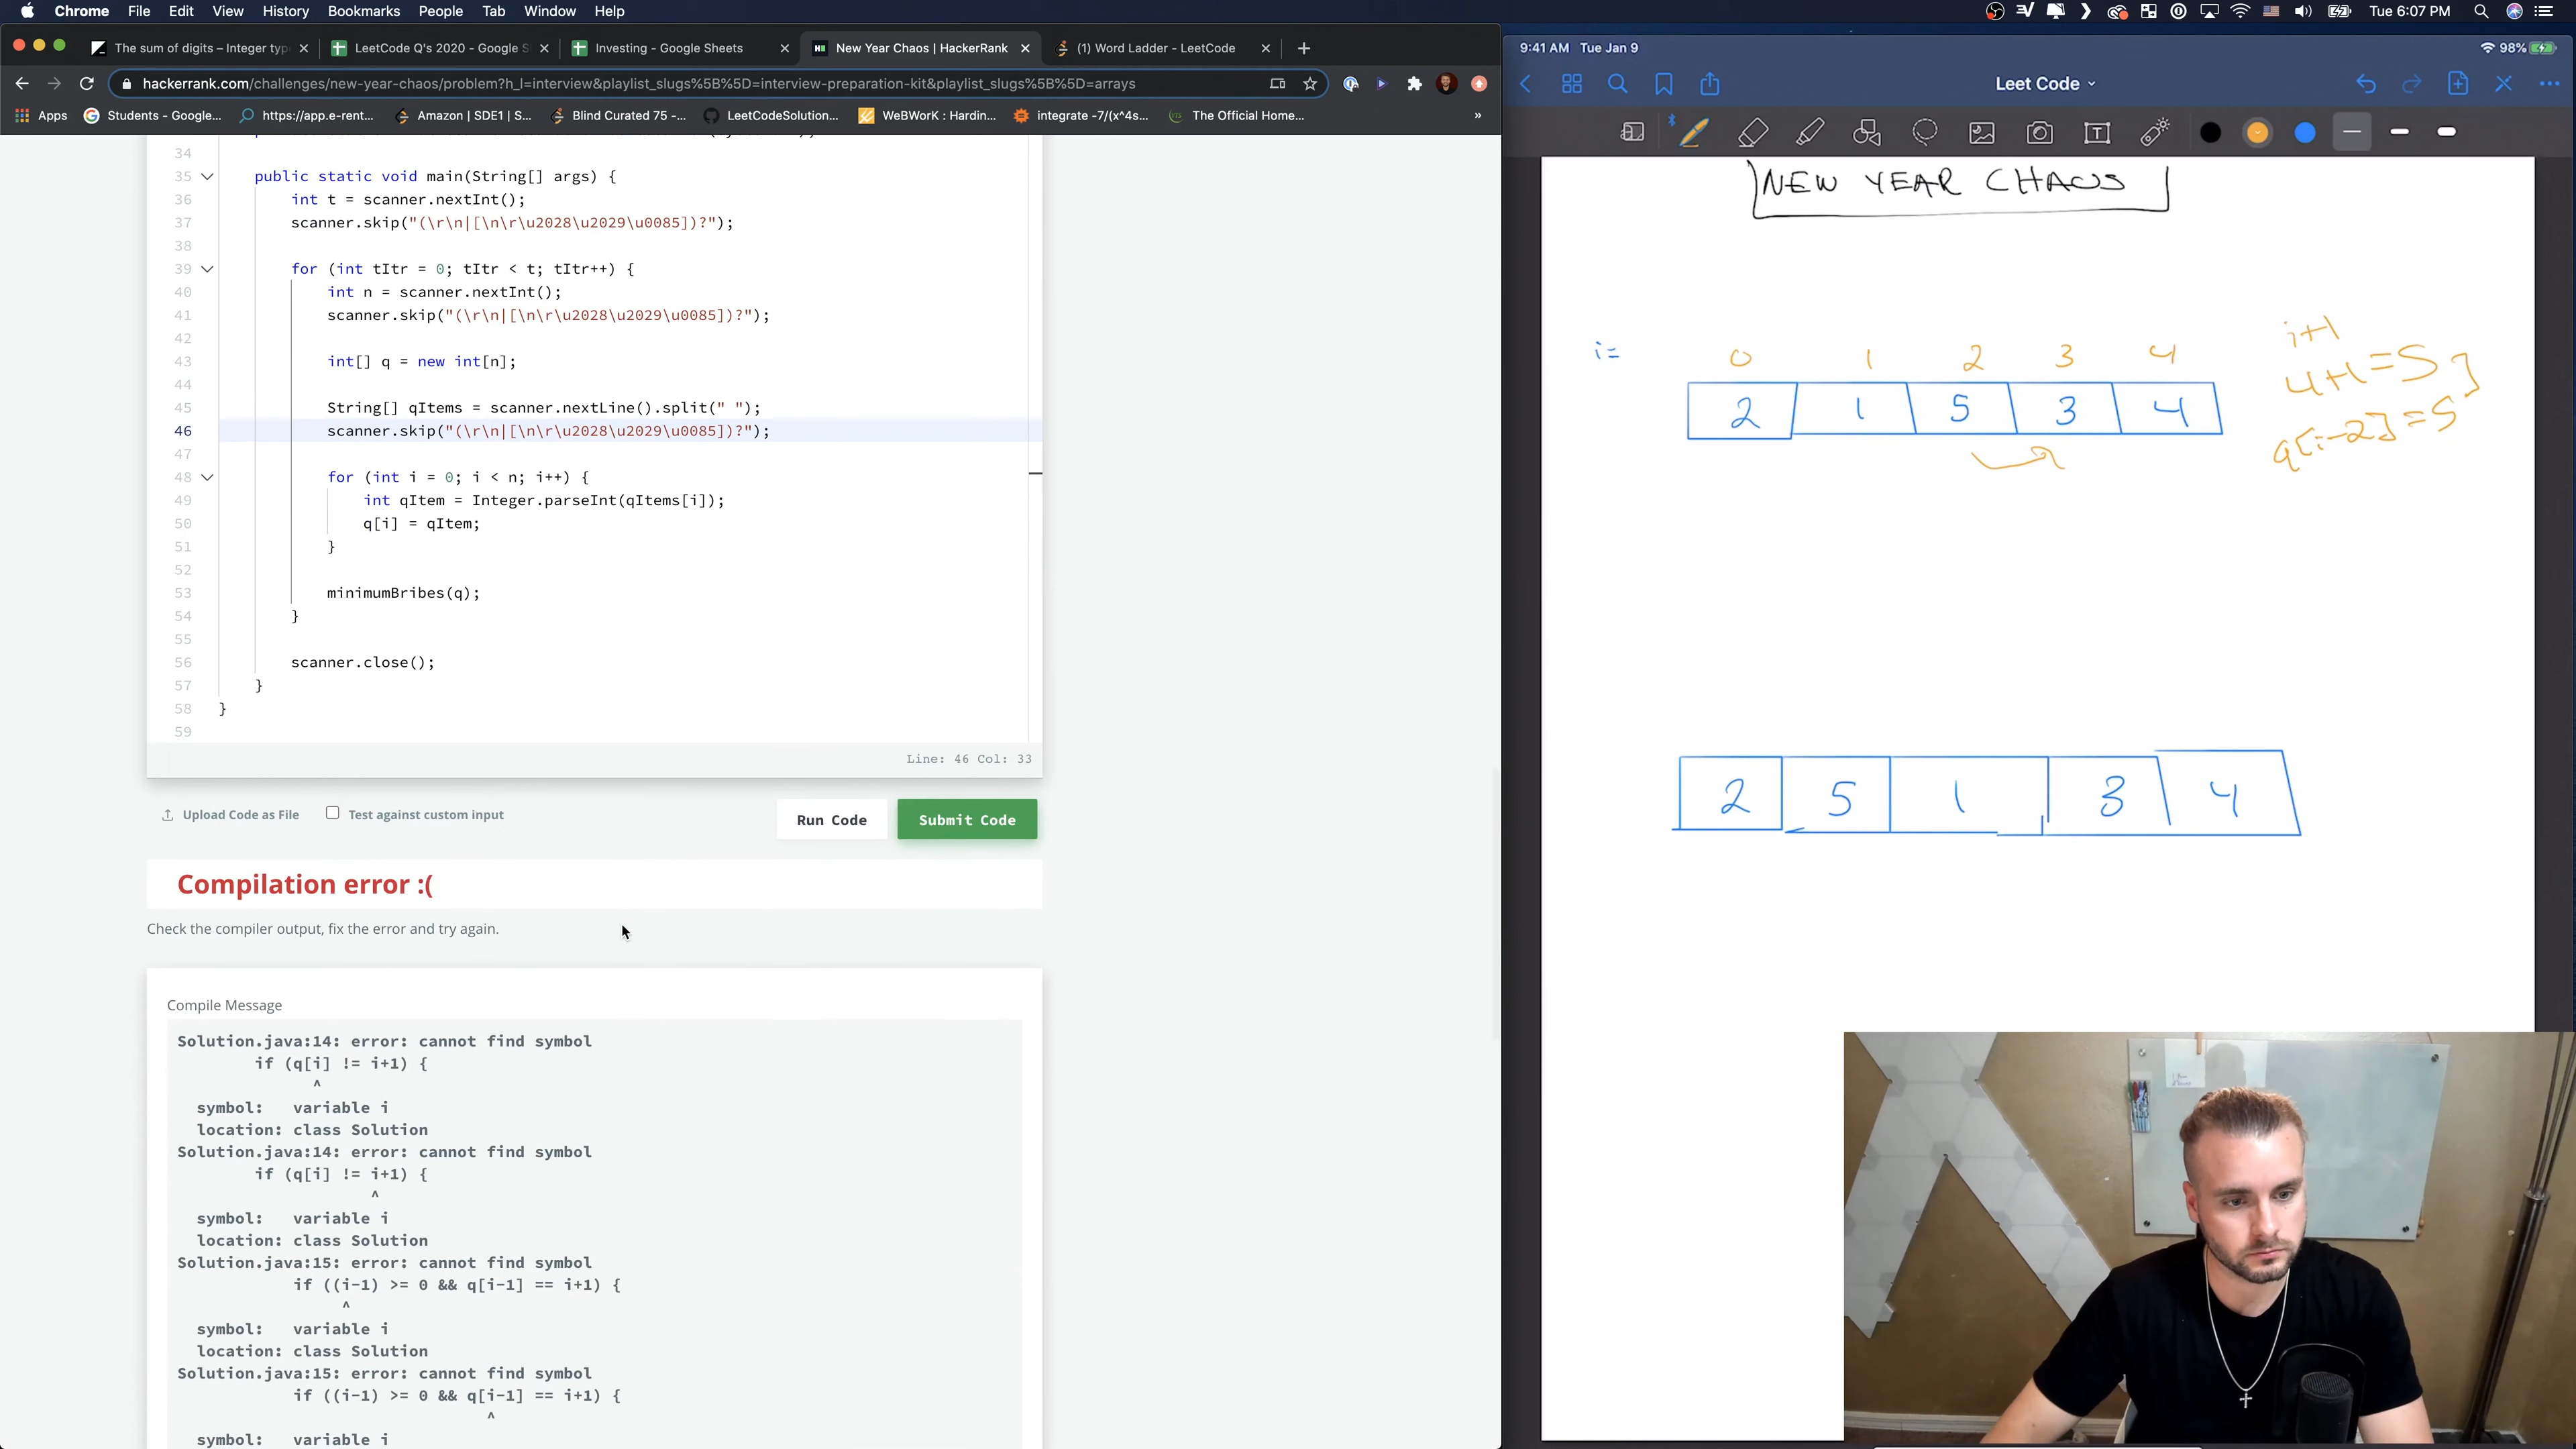 Chrome File Edit View History Bookmarks People Tab Window Help Tue 6:07 PM
The sum of digits – Integer typ
LeetCode Q's 2020 - Google S
Investing - Google Sheets
New Year Chaos | HackerRank
(1) Word Ladder - LeetCode
hackerrank.com/challenges/new-year-chaos/problem?h_l=interview&playlist_slugs%5B%5D=interview-preparation-kit&playlist_slugs%5B%5D=arrays
Apps Students - Google... https://app.e-rent... Amazon | SDE1 | S... Blind Curated 75 -... LeetCodeSolution... WeBWorK : Hardin... integrate -7/(x^4s... The Official Home... »
34
35 public static void main(String[] args) {
36 int t = scanner.nextInt();
37 scanner.skip("(\r\n|[\n\r\u2028\u2029\u0085])?");
38
39 for (int tItr = 0; tItr < t; tItr++) {
40 int n = scanner.nextInt();
41 scanner.skip("(\r\n|[\n\r\u2028\u2029\u0085])?");
42
43 int[] q = new int[n];
44
45 String[] qItems = scanner.nextLine().split(" ");
46 scanner.skip("(\r\n|[\n\r\u2028\u2029\u0085])?");
47
48 for (int i = 0; i < n; i++) {
49 int qItem = Integer.parseInt(qItems[i]);
50 q[i] = qItem;
51 }
52
53 minimumBribes(q);
54 }
55
56 scanner.close();
57 }
58 }
59
Line: 46 Col: 33
Upload Code as File Test against custom input Run Code Submit Code
Compilation error :(
Check the compiler output, fix the error and try again.
Compile Message
Solution.java:14: error: cannot find symbol
if (q[i] != i+1) {
^
symbol: variable i
location: class Solution
Solution.java:14: error: cannot find symbol
if (q[i] != i+1) {
^
symbol: variable i
location: class Solution
Solution.java:15: error: cannot find symbol
if ((i-1) >= 0 && q[i-1] == i+1) {
^
symbol: variable i
location: class Solution
Solution.java:15: error: cannot find symbol
if ((i-1) >= 0 && q[i-1] == i+1) {
^
symbol: variable i
9:41 AM Tue Jan 9 98%
Leet Code
NEW YEAR CHAOS
i= 0 1 2 3 4
2 1 5 3 4
i+1
4+1=5]
q[i-2]=5
2 5 1 3 4